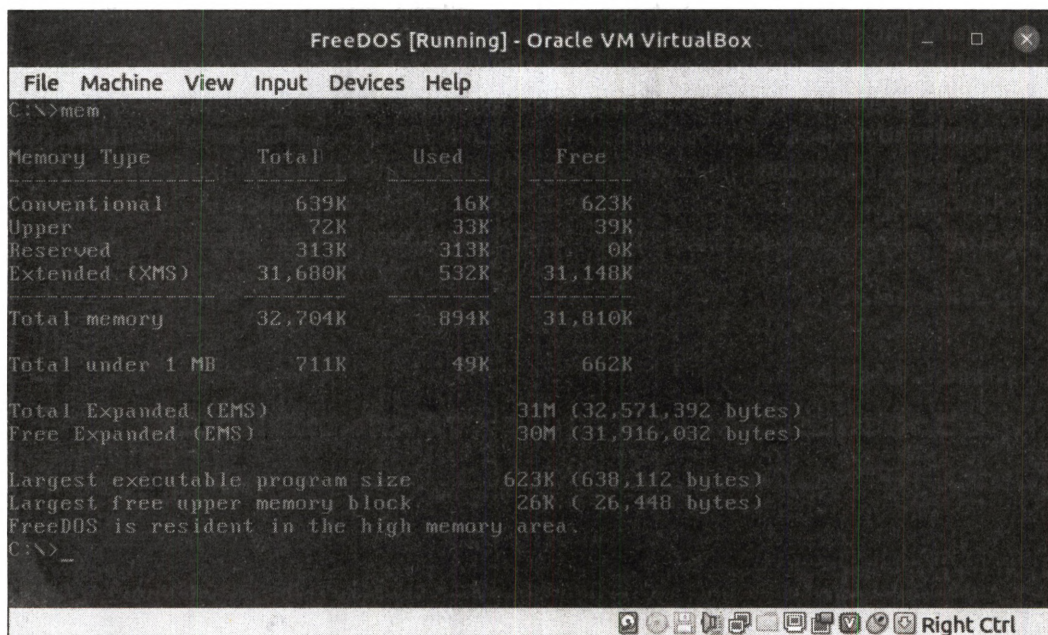 FreeDOS [Running] - Oracle VM VirtualBox
File Machine View Input Devices Help
C:\>mem
Memory Type Total Used Free
Conventional 639K 16K 623K
Upper 72K 33K 39K
Reserved 313K 313K 0K
Extended (XMS) 31,680K 532K 31,148K
Total memory 32,704K 894K 31,810K
Total under 1 MB 711K 49K 662K
Total Expanded (EMS) 31M (32,571,392 bytes)
Free Expanded (EMS) 30M (31,916,032 bytes)
Largest executable program size 623K (638,112 bytes)
Largest free upper memory block 26K ( 26,448 bytes)
FreeDOS is resident in the high memory area.
C:\>_
Right Ctrl